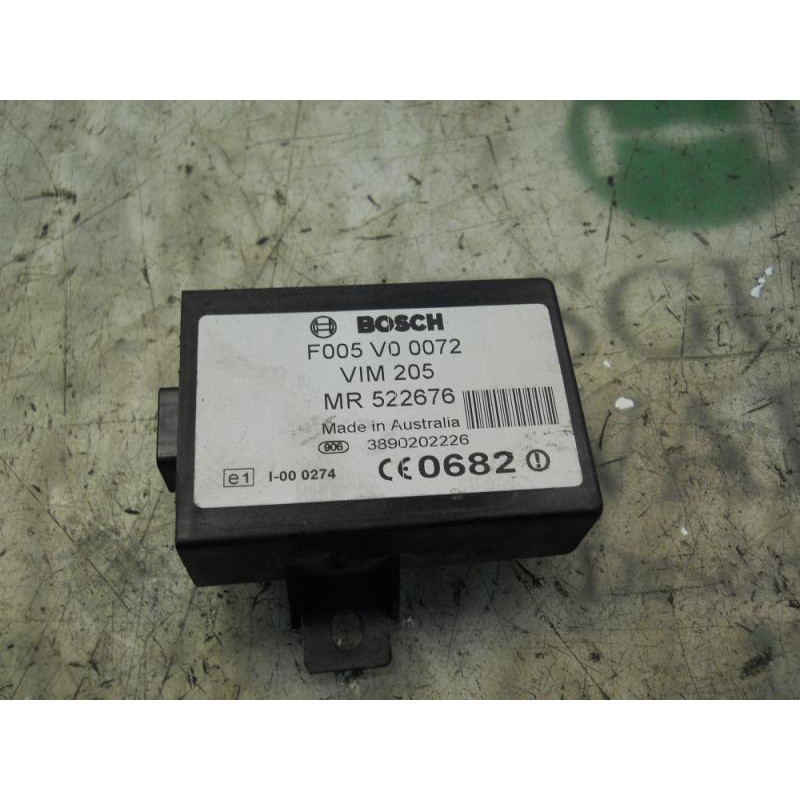 BOSCH
F005 V0 0072
VIM 205
MR 522676
Made in Australia
906 3890202226
e1 I-00 0274 CE0682